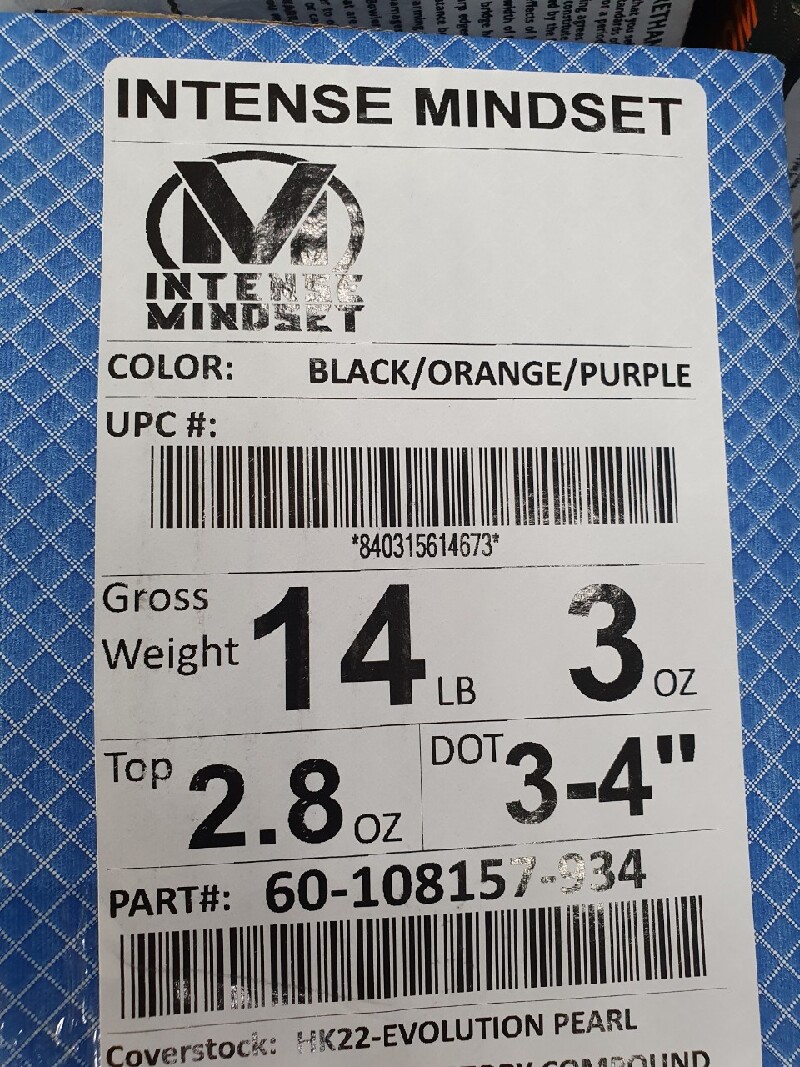 INTENSE MINDSET
INTENSE
MINDSET
COLOR: BLACK/ORANGE/PURPLE
UPC #:
*840315614673*
Gross Weight 14 LB 3 OZ
Top 2.8 OZ DOT 3-4"
PART#: 60-108157-934
Coverstock: HK22-EVOLUTION PEARL
COMPOUND